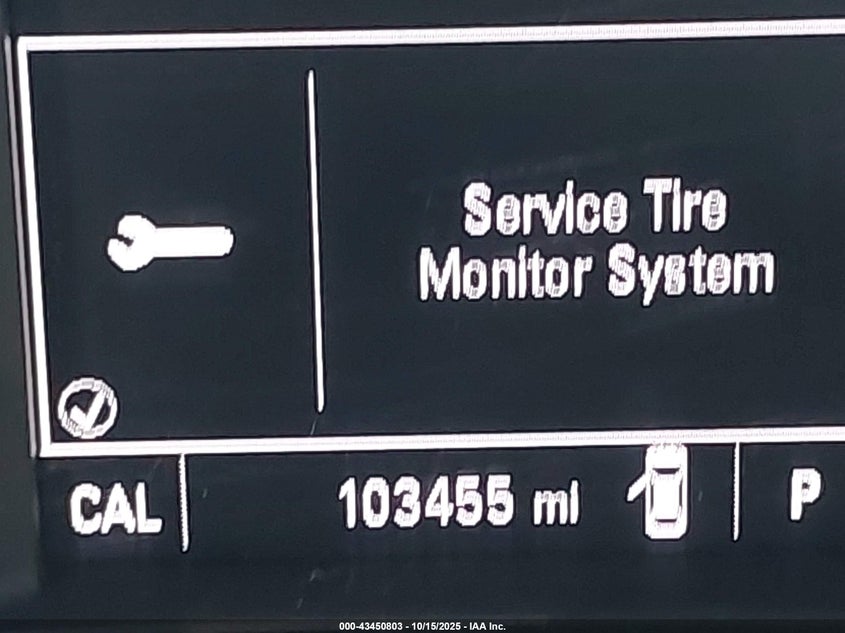 Service Tire
Monitor System
CAL
103455 mi
P
000-43450803 - 10/15/2025 - IAA Inc.